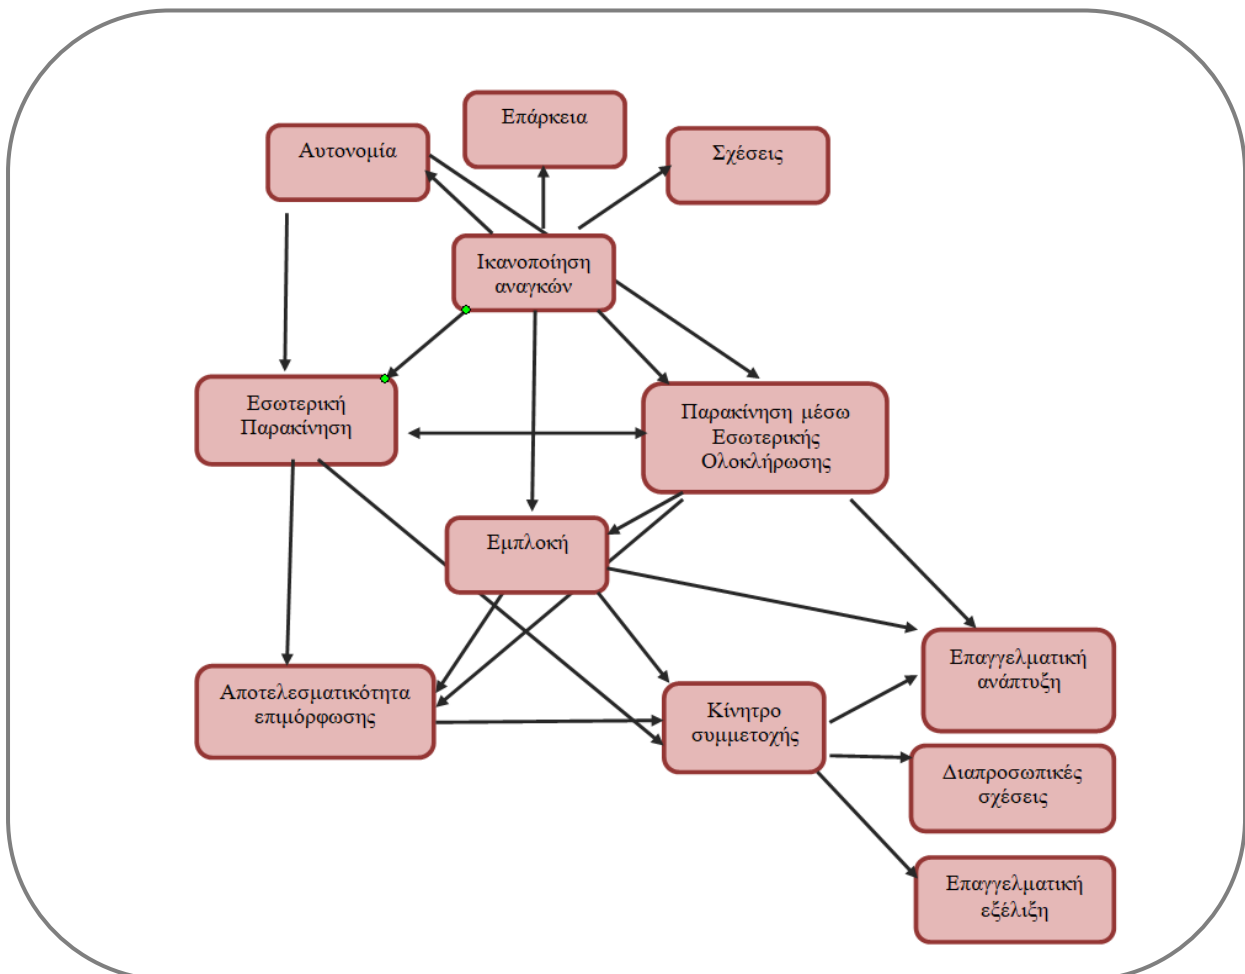 Επάρκεια
Αυτονομία
Σχέσεις
Ικανοποίηση
αναγκών
Εσωτερική
Παρακίνηση
Παρακίνηση μέσω
Εσωτερικής
Ολοκλήρωσης
Εμπλοκή
Επαγγελματική
ανάπτυξη
Αποτελεσματικότητα
επιμόρφωσης
Κίνητρο
συμμετοχής
Διαπροσωπικές
σχέσεις
Επαγγελματική
εξέλιξη